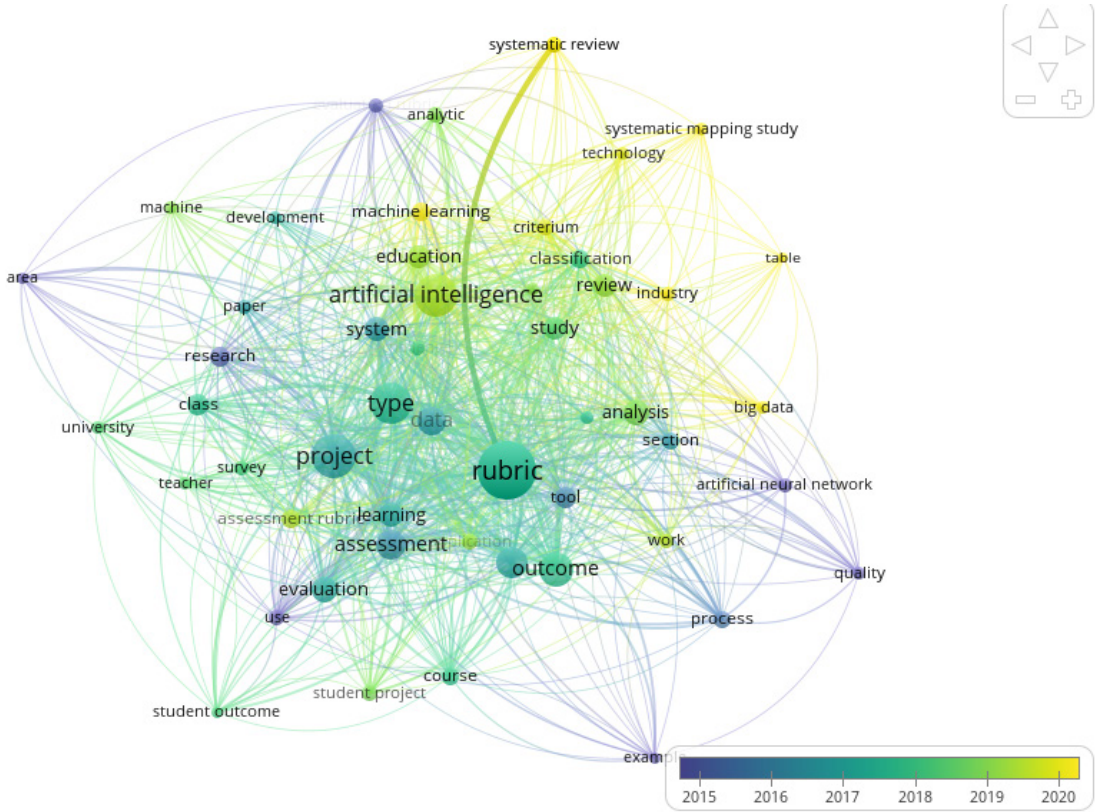 systematic review
analytic
systematic mapping study
technology
machine
machine learning
development
criterium
education
classification
table
area
review
artificial intelligence
industry
paper
system
study
research
type
class
big data
analysis
data
university
section
project
survey
rubric
teacher
artificial neural network
tool
learning
assessment rubric
work
assessment
plication
outcome
quality
evaluation
use
process
course
student project
student outcome
example
2015 2016 2017 2018 2019 2020